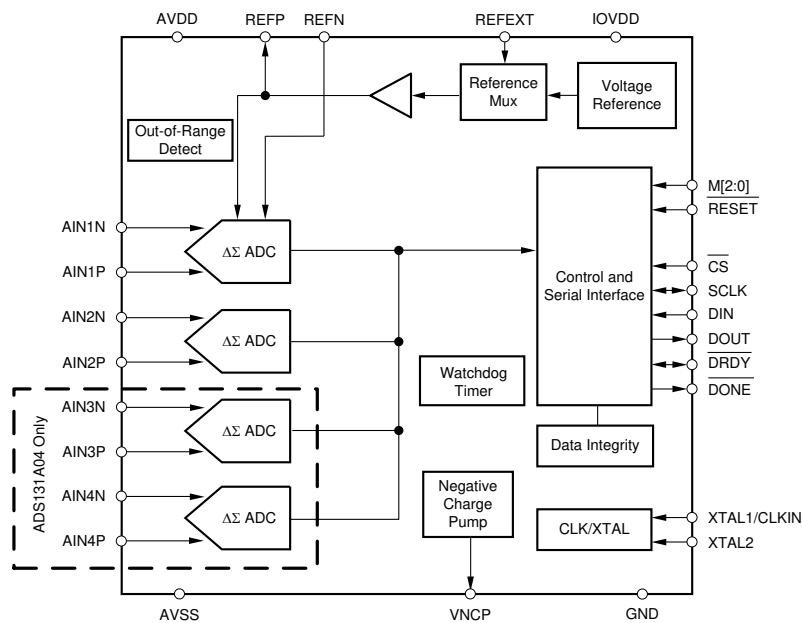 AVDD
REFP
REFN
REFEXT
IOVDD
Reference
Mux
Voltage
Reference
Out-of-Range
Detect
M[2:0]
RESET
AIN1N
ΔΣ ADC
AIN1P
Control and
Serial Interface
CS
SCLK
DIN
DOUT
DRDY
DONE
AIN2N
ΔΣ ADC
AIN2P
Watchdog
Timer
ADS131A04 Only
AIN3N
ΔΣ ADC
AIN3P
Data Integrity
AIN4N
ΔΣ ADC
AIN4P
Negative
Charge
Pump
CLK/XTAL
XTAL1/CLKIN
XTAL2
AVSS
VNCP
GND